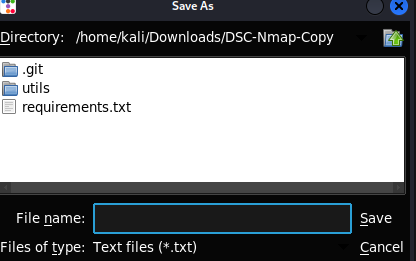 Save As
Directory: /home/kali/Downloads/DSC-Nmap-Copy
.git
utils
requirements.txt
File name: Save
Files of type: Text files (*.txt) Cancel